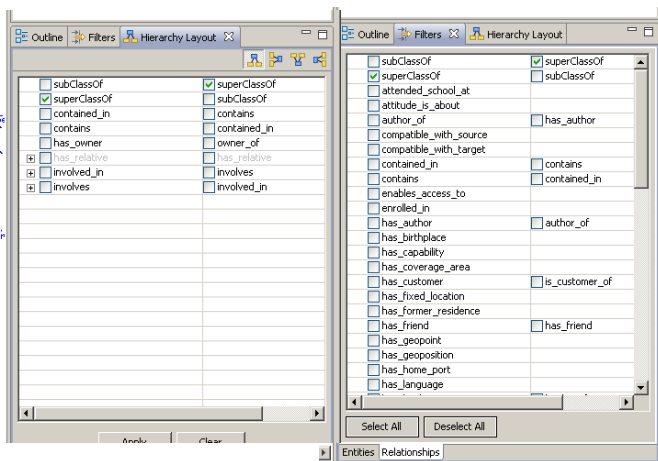 Outline Filters Hierarchy Layout
subClassOf superClassOf
superClassOf subClassOf
contained_in contains
contains contained_in
has_owner owner_of
has_relative has_relative
involved_in involves
involves involved_in
Apply Clear
Outline Filters Hierarchy Layout
subClassOf superClassOf
superClassOf subClassOf
attended_school_at
attitude_is_about
author_of has_author
compatible_with_source
compatible_with_target
contained_in contains
contains contained_in
enables_access_to
enrolled_in
has_author author_of
has_birthplace
has_capability
has_coverage_area
has_customer is_customer_of
has_fixed_location
has_former_residence
has_friend has_friend
has_geopoint
has_geoposition
has_home_port
has_language
Select All Deselect All
Entities Relationships